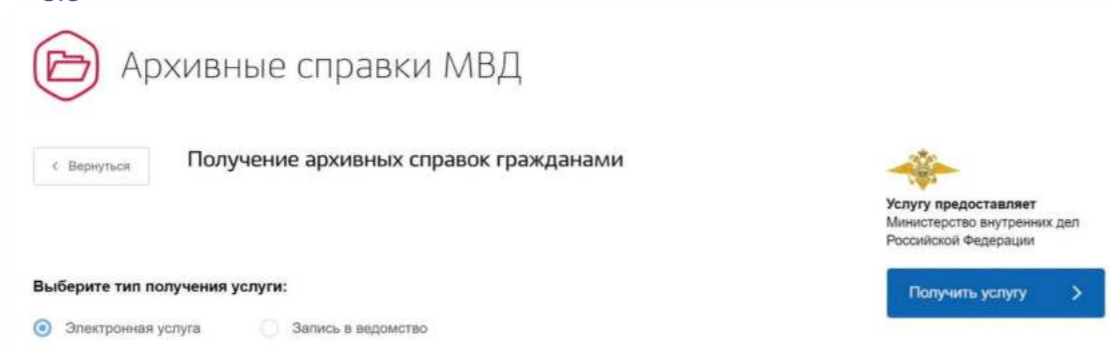 Архивные справки МВД
< Вернуться
Получение архивных справок гражданами
Услугу предоставляет
Министерство внутренних дел
Российской Федерации
Выберите тип получения услуги:
Получить услугу >
Электронная услуга
Запись в ведомство